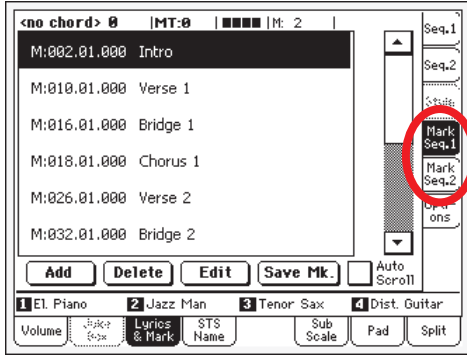 <no chord> 0 |MT:0 | M: 2 |
Seq.1
Seq.2
M:002.01.000 Intro
M:010.01.000 Verse 1
M:016.01.000 Bridge 1
M:018.01.000 Chorus 1
M:026.01.000 Verse 2
M:032.01.000 Bridge 2
Mark
Seq.1
Mark
Seq.2
ons
Add Delete Edit Save Mk.
Auto
Scroll
1 El. Piano 2 Jazz Man 3 Tenor Sax 4 Dist. Guitar
Volume
Lyrics
& Mark
STS
Name
Sub
Scale
Pad
Split